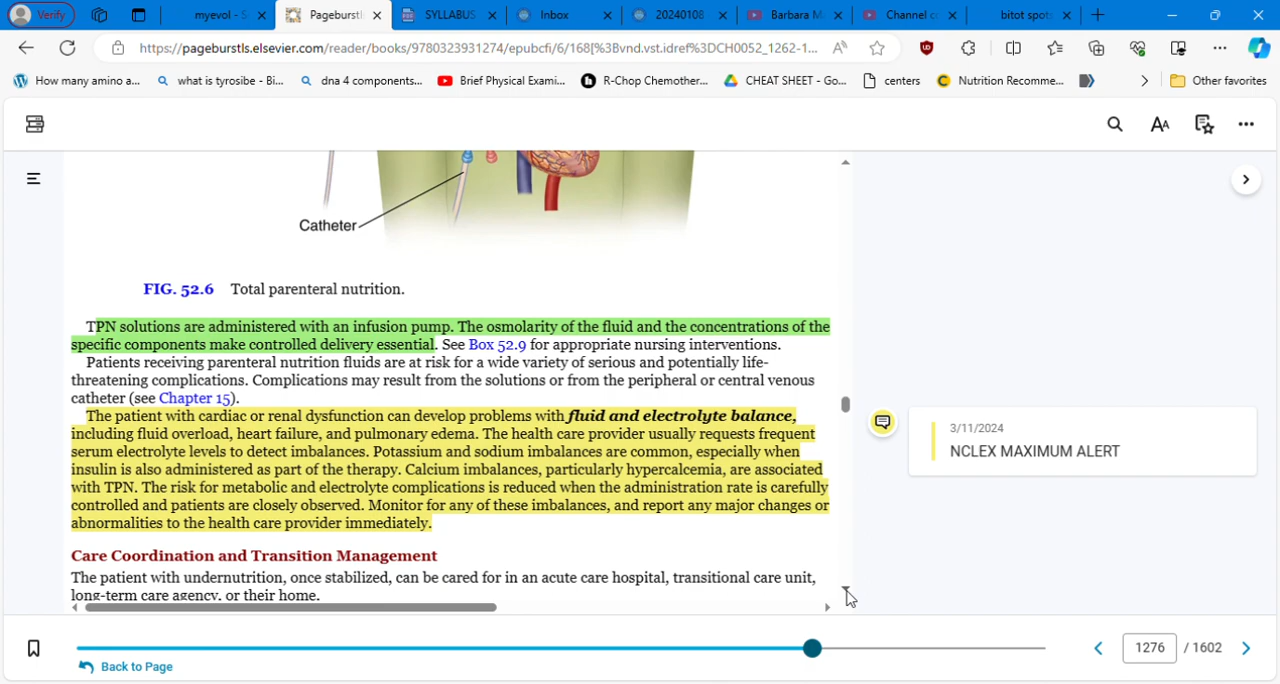 Verify
myevol - S
Pageburstl
SYLLABUS
Inbox
20240108
Barbara M
Channel c
bitot spots
https://pageburstls.elsevier.com/reader/books/9780323931274/epubcfi/6/168[%3Bvnd.vst.idref%3DCH0052_1262-1...
How many amino a...
what is tyrosibe - Bi...
dna 4 components...
Brief Physical Exami...
R-Chop Chemother...
CHEAT SHEET - Go...
centers
Nutrition Recomme...
Other favorites
Catheter
FIG. 52.6 Total parenteral nutrition.
TPN solutions are administered with an infusion pump. The osmolarity of the fluid and the concentrations of the
specific components make controlled delivery essential. See Box 52.9 for appropriate nursing interventions.
Patients receiving parenteral nutrition fluids are at risk for a wide variety of serious and potentially life-
threatening complications. Complications may result from the solutions or from the peripheral or central venous
catheter (see Chapter 15).
The patient with cardiac or renal dysfunction can develop problems with fluid and electrolyte balance,
including fluid overload, heart failure, and pulmonary edema. The health care provider usually requests frequent
serum electrolyte levels to detect imbalances. Potassium and sodium imbalances are common, especially when
insulin is also administered as part of the therapy. Calcium imbalances, particularly hypercalcemia, are associated
with TPN. The risk for metabolic and electrolyte complications is reduced when the administration rate is carefully
controlled and patients are closely observed. Monitor for any of these imbalances, and report any major changes or
abnormalities to the health care provider immediately.
3/11/2024
NCLEX MAXIMUM ALERT
Care Coordination and Transition Management
The patient with undernutrition, once stabilized, can be cared for in an acute care hospital, transitional care unit,
long-term care agency, or their home.
1276 / 1602
Back to Page